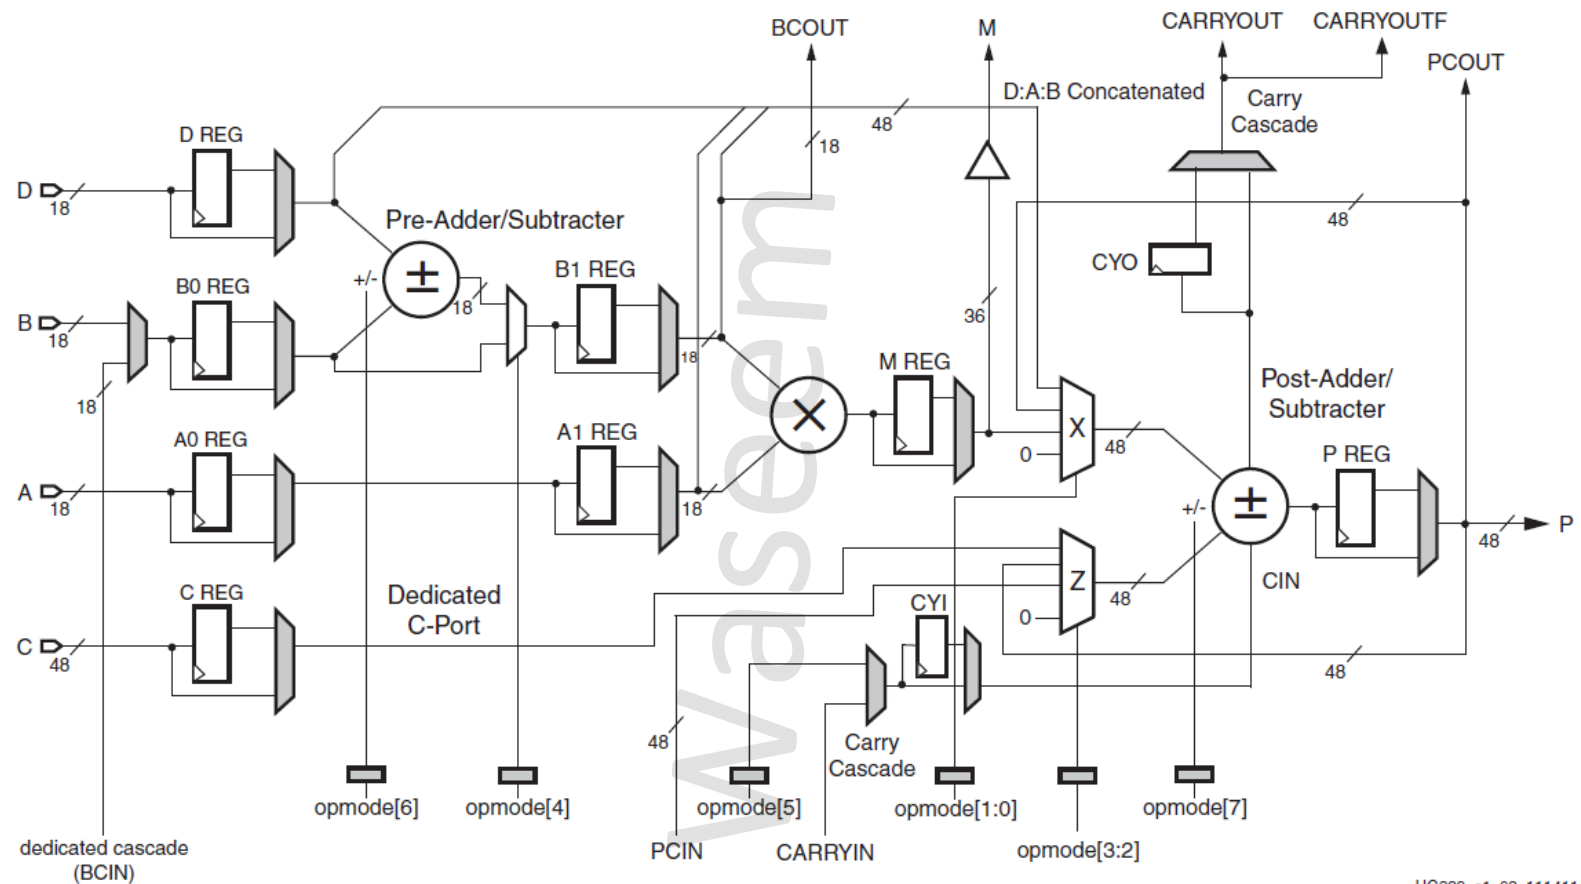 BCOUT
M
CARRYOUT
CARRYOUTF
PCOUT
D:A:B Concatenated
Carry
Cascade
48
18
D REG
D
18
Pre-Adder/Subtracter
+/-
±
18
B0 REG
B
18
18
B1 REG
18
48
CYO
36
M REG
Post-Adder/
Subtracter
×
X
0
48
A0 REG
A
18
A1 REG
18
P REG
+/-
±
P
48
CIN
C REG
C
48
Dedicated
C-Port
Z
0
48
CYI
48
48
Carry
Cascade
opmode[6]
opmode[4]
opmode[5]
opmode[1:0]
opmode[7]
opmode[3:2]
dedicated cascade
(BCIN)
PCIN
CARRYIN
Waseem